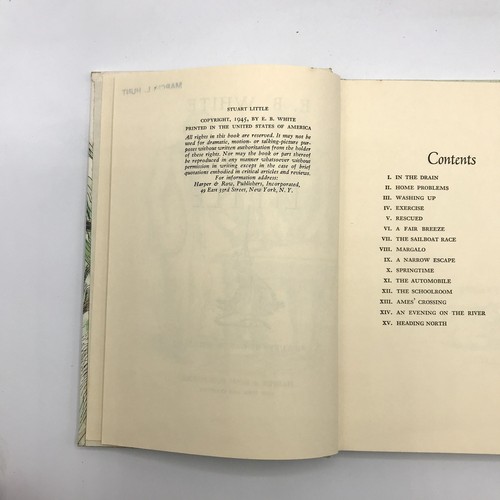 STUART LITTLE
COPYRIGHT, 1945, BY E. B. WHITE
PRINTED IN THE UNITED STATES OF AMERICA
All rights in this book are reserved. It may not be
used for dramatic, motion- or talking-picture pur-
poses without written authorization from the holder
of these rights. Nor may the book or part thereof
be reproduced in any manner whatsoever without
permission in writing except in the case of brief
quotations embodied in critical articles and reviews.
For information address:
Harper & Row, Publishers, Incorporated,
49 East 33rd Street, New York, N. Y.
Contents
I. IN THE DRAIN
II. HOME PROBLEMS
III. WASHING UP
IV. EXERCISE
V. RESCUED
VI. A FAIR BREEZE
VII. THE SAILBOAT RACE
VIII. MARGALO
IX. A NARROW ESCAPE
X. SPRINGTIME
XI. THE AUTOMOBILE
XII. THE SCHOOLROOM
XIII. AMES' CROSSING
XIV. AN EVENING ON THE RIVER
XV. HEADING NORTH